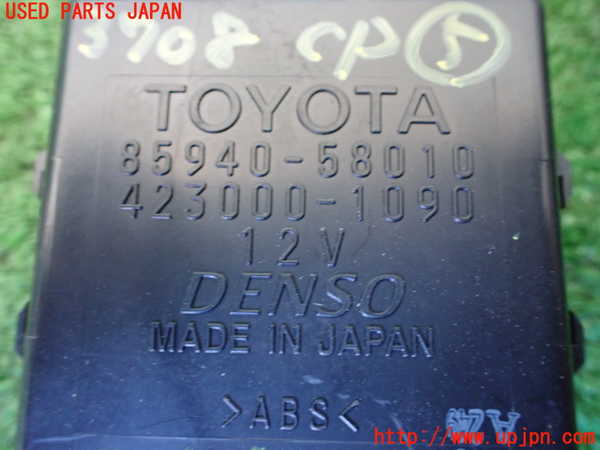 USED PARTS JAPAN
3708 CP 5
TOYOTA
85940-58010
423000-1090
12V
DENSO
MADE IN JAPAN
>ABS<
http://www.upjpn.com/